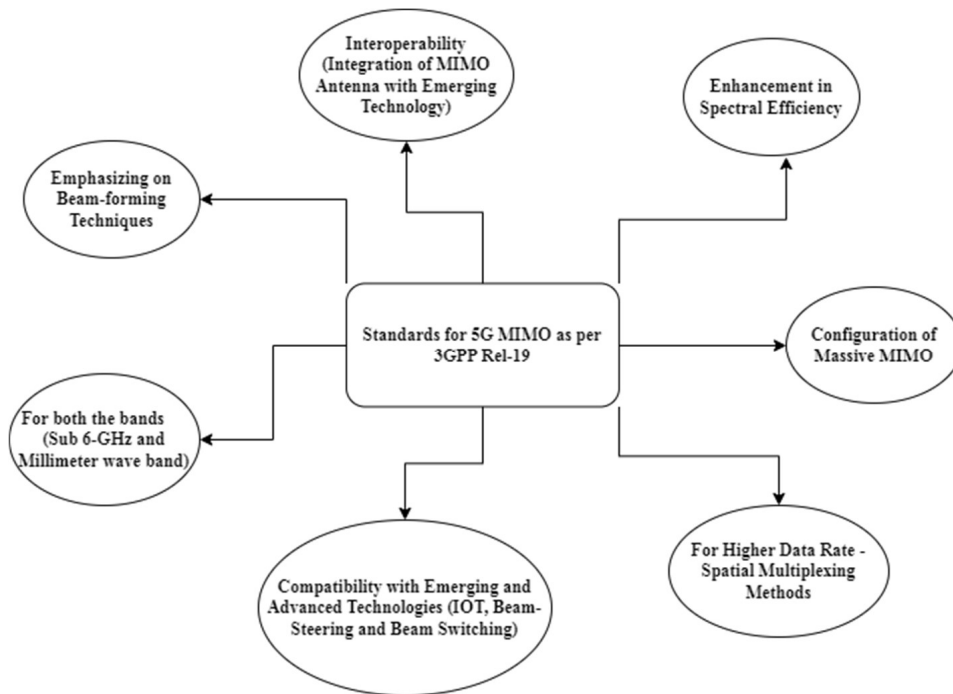 Interoperability
(Integration of MIMO
Antenna with Emerging
Technology)
Enhancement in
Spectral Efficiency
Emphasizing on
Beam-forming
Techniques
Standards for 5G MIMO as per
3GPP Rel-19
Configuration of
Massive MIMO
For both the bands
(Sub 6-GHz and
Millimeter wave band)
For Higher Data Rate -
Spatial Multiplexing
Methods
Compatibility with Emerging and
Advanced Technologies (IOT, Beam-
Steering and Beam Switching)